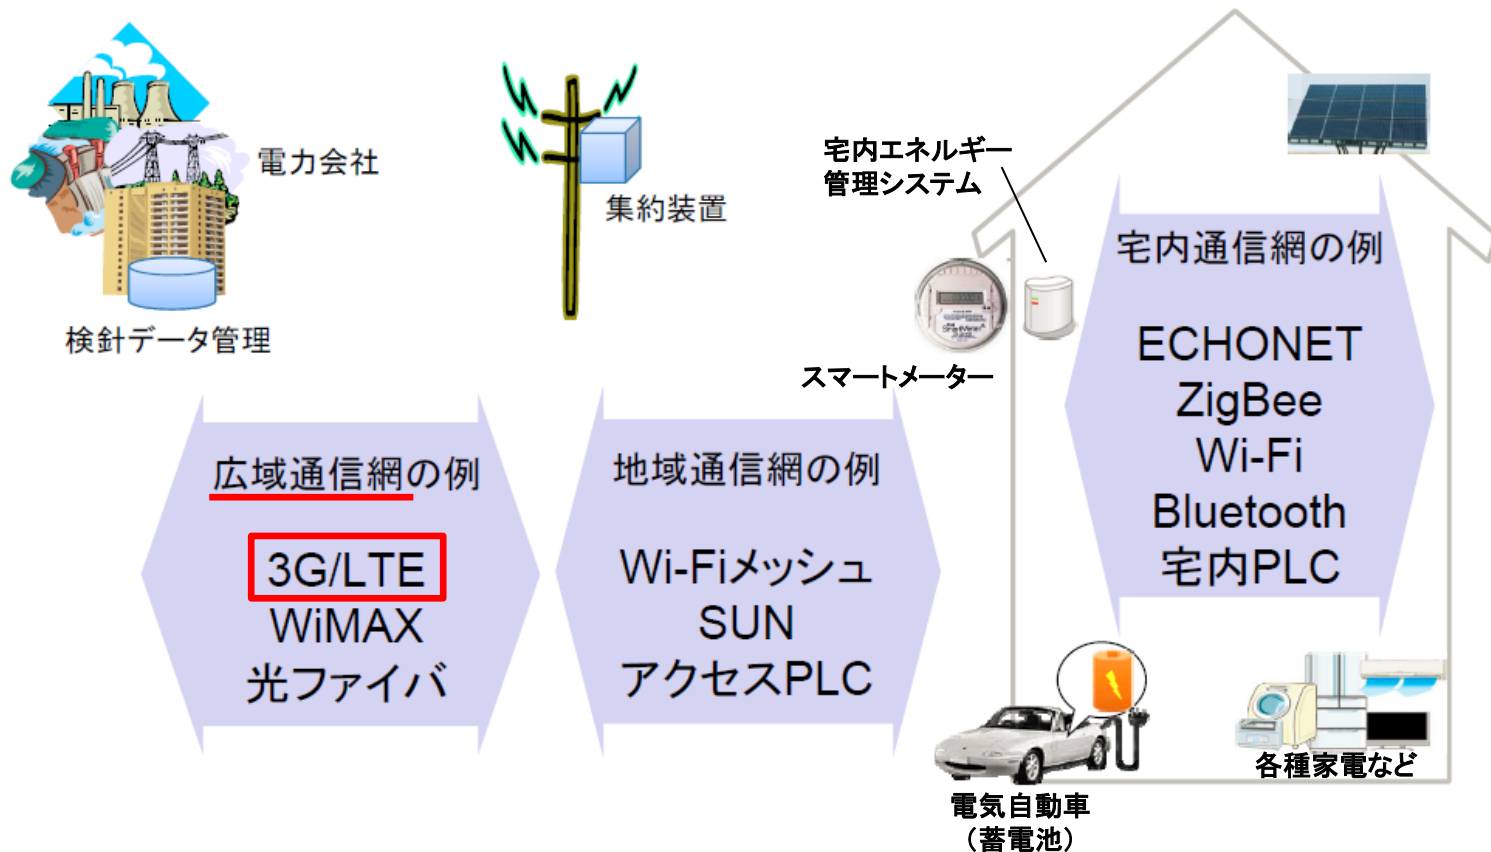 電力会社
検針データ管理
集約装置
宅内エネルギー
管理システム
スマートメーター
広域通信網の例
3G/LTE
WiMAX
光ファイバ
地域通信網の例
Wi-Fiメッシュ
SUN
アクセスPLC
宅内通信網の例
ECHONET
ZigBee
Wi-Fi
Bluetooth
宅内PLC
電気自動車
（蓄電池）
各種家電など
SmartMeter